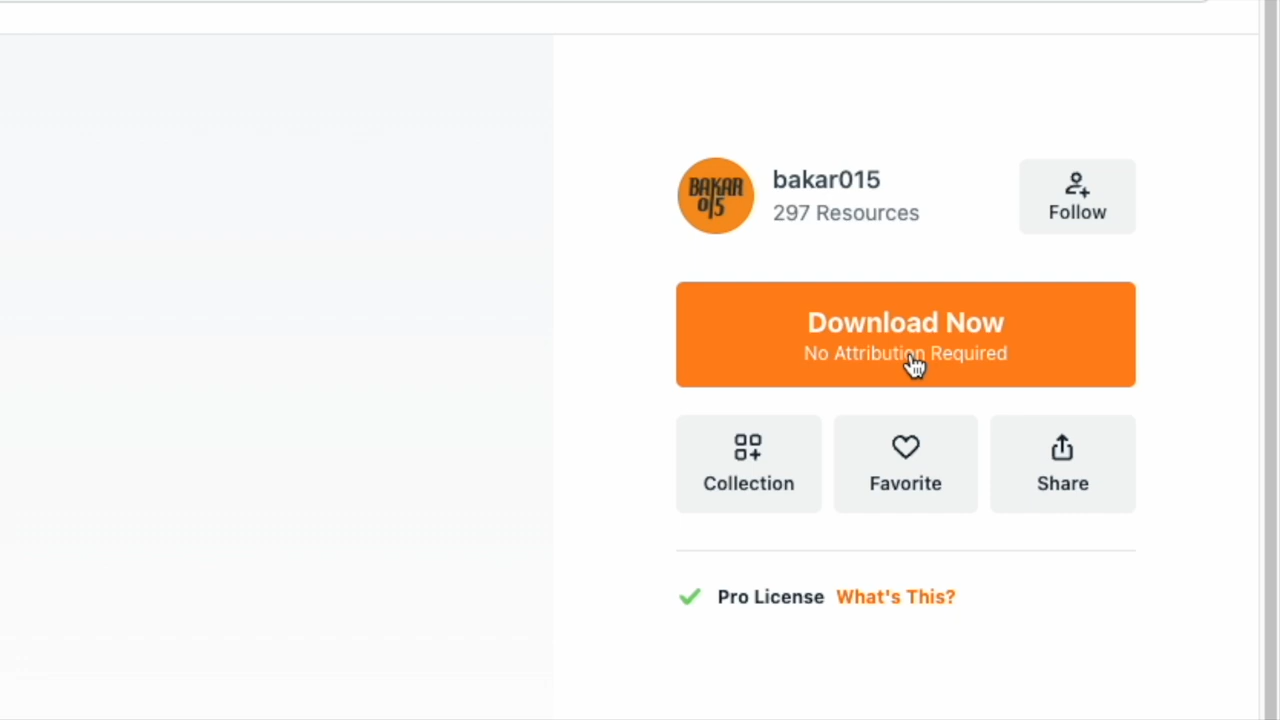 BAKAR
015
bakar015
297 Resources
Follow
Download Now
No Attribution Required
Collection
Favorite
Share
Pro License What's This?